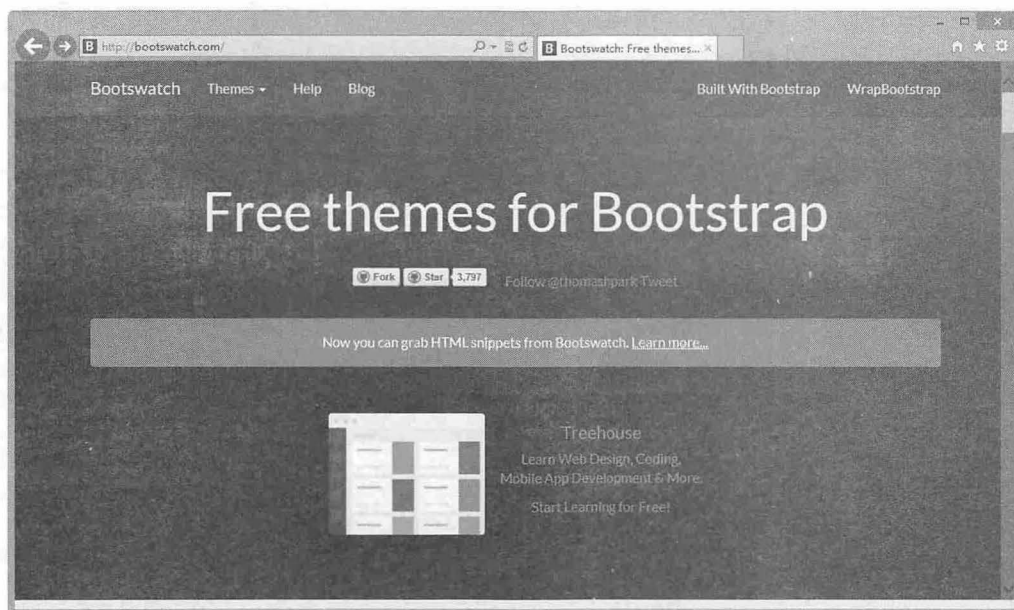 http://bootswatch.com/
Bootswatch: Free themes...
Bootswatch Themes Help Blog Built With Bootstrap WrapBootstrap
Free themes for Bootstrap
Fork Star 3,797 Follow @thomashpark Tweet
Now you can grab HTML snippets from Bootswatch. Learn more...
Treehouse
Learn Web Design, Coding,
Mobile App Development & More.
Start Learning for Free!